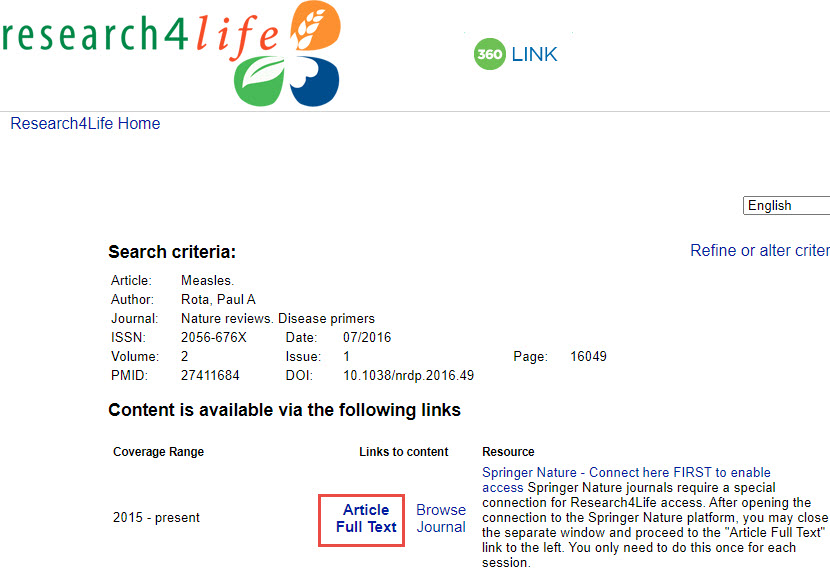 research4life
360 LINK
Research4Life Home
English
Refine or alter criter
Search criteria:
Article: Measles.
Author: Rota, Paul A
Journal: Nature reviews. Disease primers
ISSN: 2056-676X Date: 07/2016
Volume: 2 Issue: 1 Page: 16049
PMID: 27411684 DOI: 10.1038/nrdp.2016.49
Content is available via the following links
Coverage Range Links to content Resource
2015 - present
Article
Full Text
Browse
Journal
Springer Nature - Connect here FIRST to enable
access Springer Nature journals require a special
connection for Research4Life access. After opening the
connection to the Springer Nature platform, you may close
the separate window and proceed to the "Article Full Text"
link to the left. You only need to do this once for each
session.